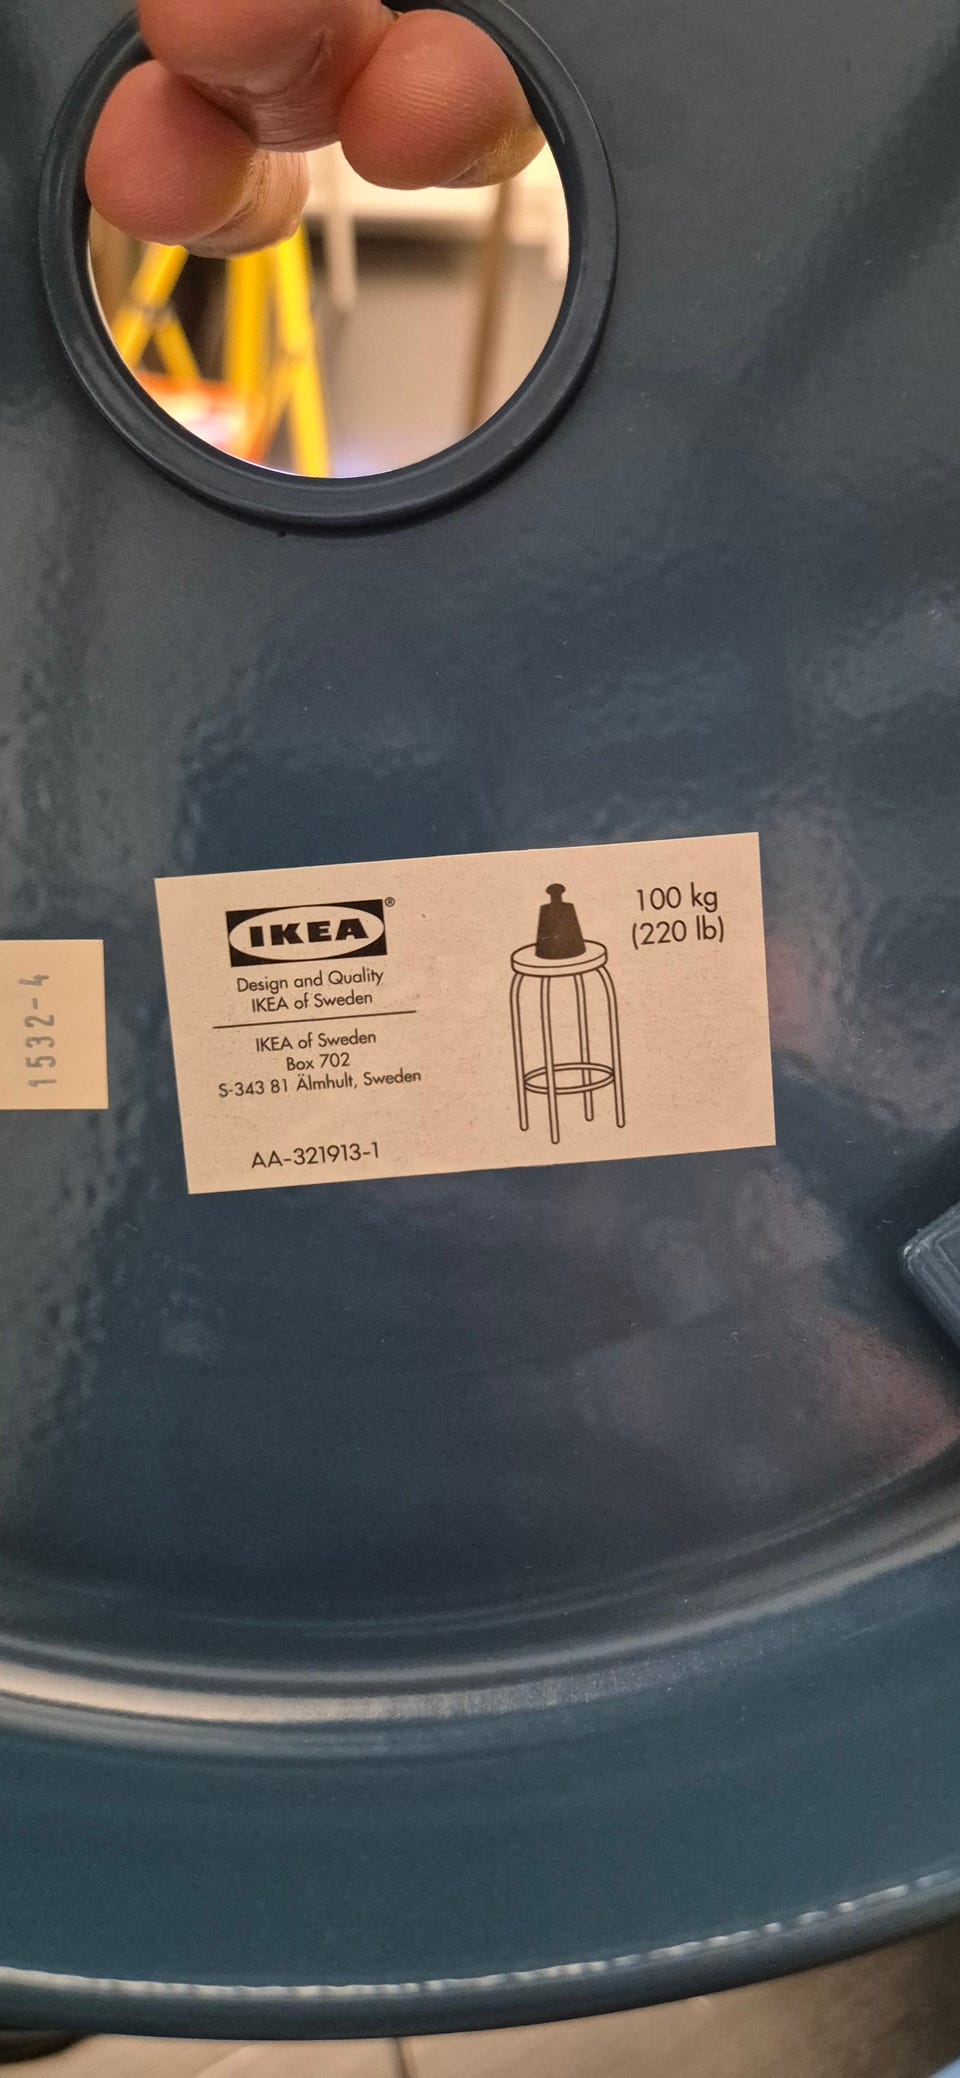 1532-4
IKEA®
Design and Quality
IKEA of Sweden
IKEA of Sweden
Box 702
S-343 81 Älmhult, Sweden
AA-321913-1
100 kg
(220 lb)